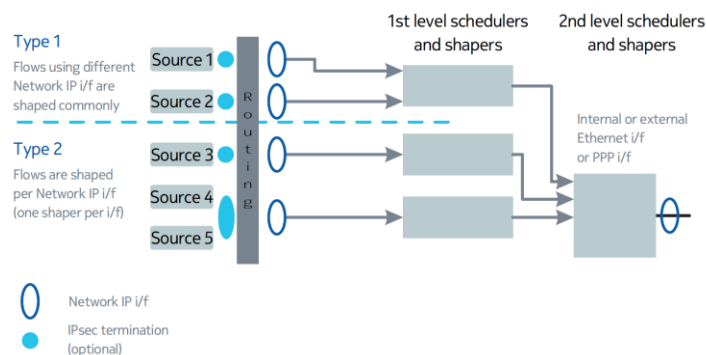 1st level schedulers
and shapers
2nd level schedulers
and shapers
Type 1
Flows using different
Network IP i/f are
shaped commonly
Source 1
Source 2
Routing
Type 2
Flows are shaped
per Network IP i/f
(one shaper per i/f)
Source 3
Source 4
Source 5
Internal or external
Ethernet i/f
or PPP i/f
Network IP i/f
IPsec termination
(optional)